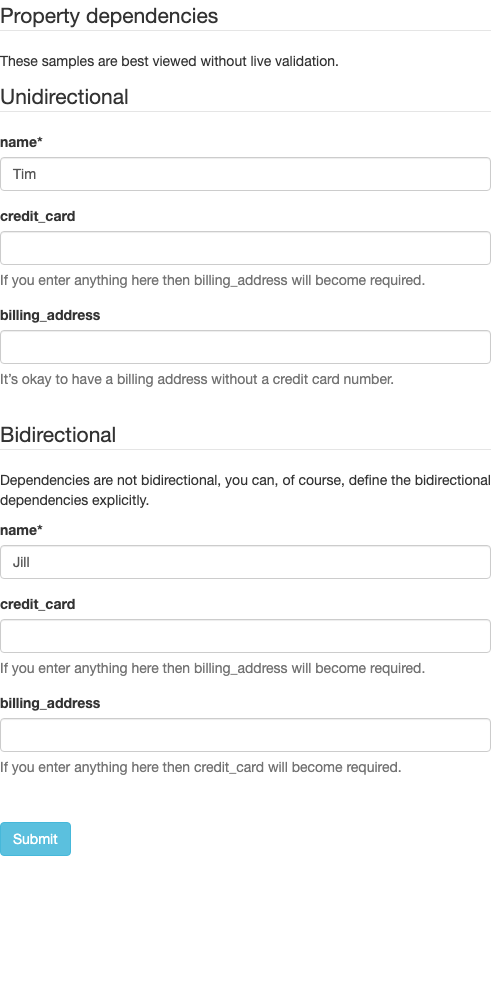 Property dependencies
These samples are best viewed without live validation.
Unidirectional
name*
Tim
credit_card
If you enter anything here then billing_address will become required.
billing_address
It’s okay to have a billing address without a credit card number.
Bidirectional
Dependencies are not bidirectional, you can, of course, define the bidirectional
dependencies explicitly.
name*
Jill
credit_card
If you enter anything here then billing_address will become required.
billing_address
If you enter anything here then credit_card will become required.
Submit